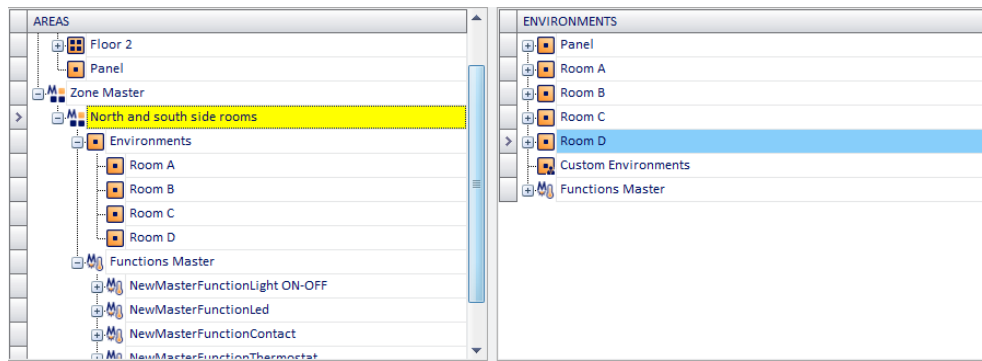 AREAS
Floor 2
Panel
Zone Master
North and south side rooms
Environments
Room A
Room B
Room C
Room D
Functions Master
NewMasterFunctionLight ON-OFF
NewMasterFunctionLed
NewMasterFunctionContact
NewMasterFunctionThermostat
ENVIRONMENTS
Panel
Room A
Room B
Room C
Room D
Custom Environments
Functions Master